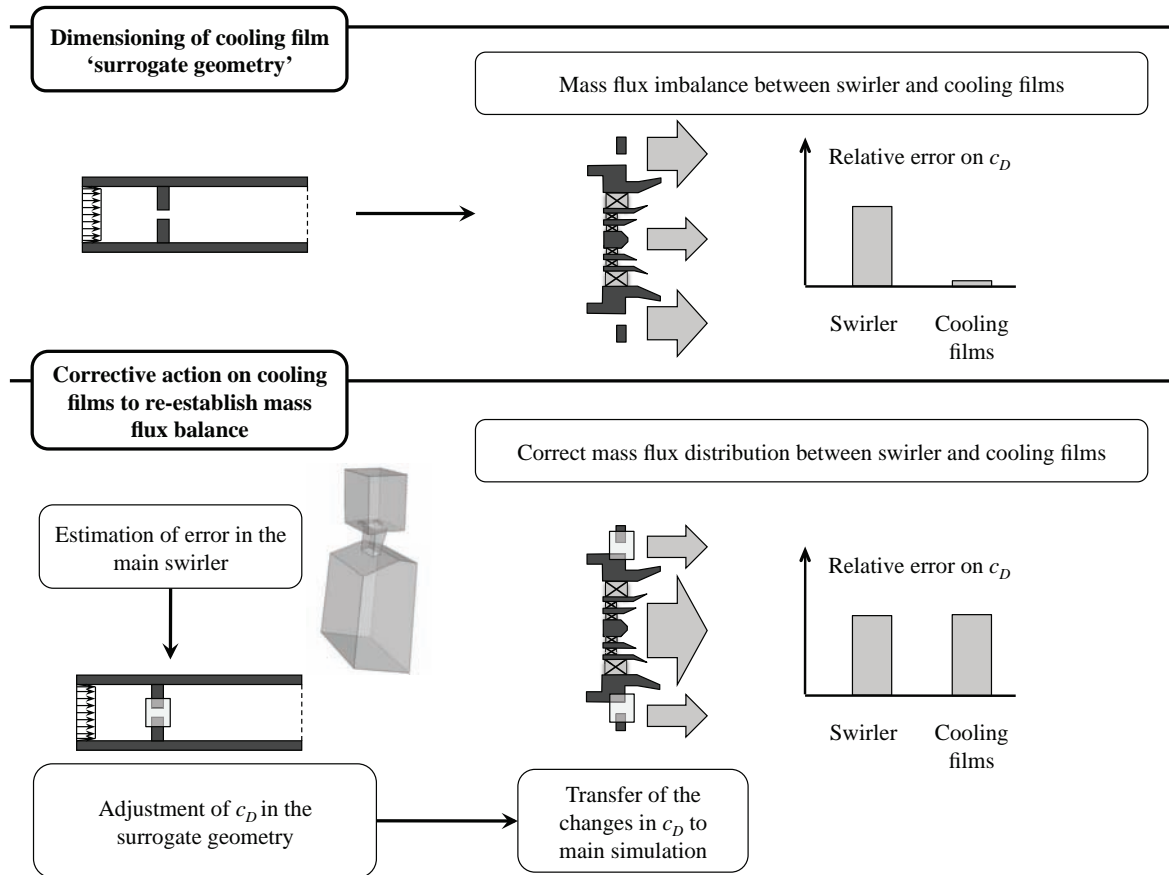 Dimensioning of cooling film
‘surrogate geometry’
Mass flux imbalance between swirler and cooling films
Relative error on c_D
Swirler
Cooling
films
Corrective action on cooling
films to re-establish mass
flux balance
Correct mass flux distribution between swirler and cooling films
Estimation of error in the
main swirler
Relative error on c_D
Swirler
Cooling
films
Adjustment of c_D in the
surrogate geometry
Transfer of the
changes in c_D to
main simulation